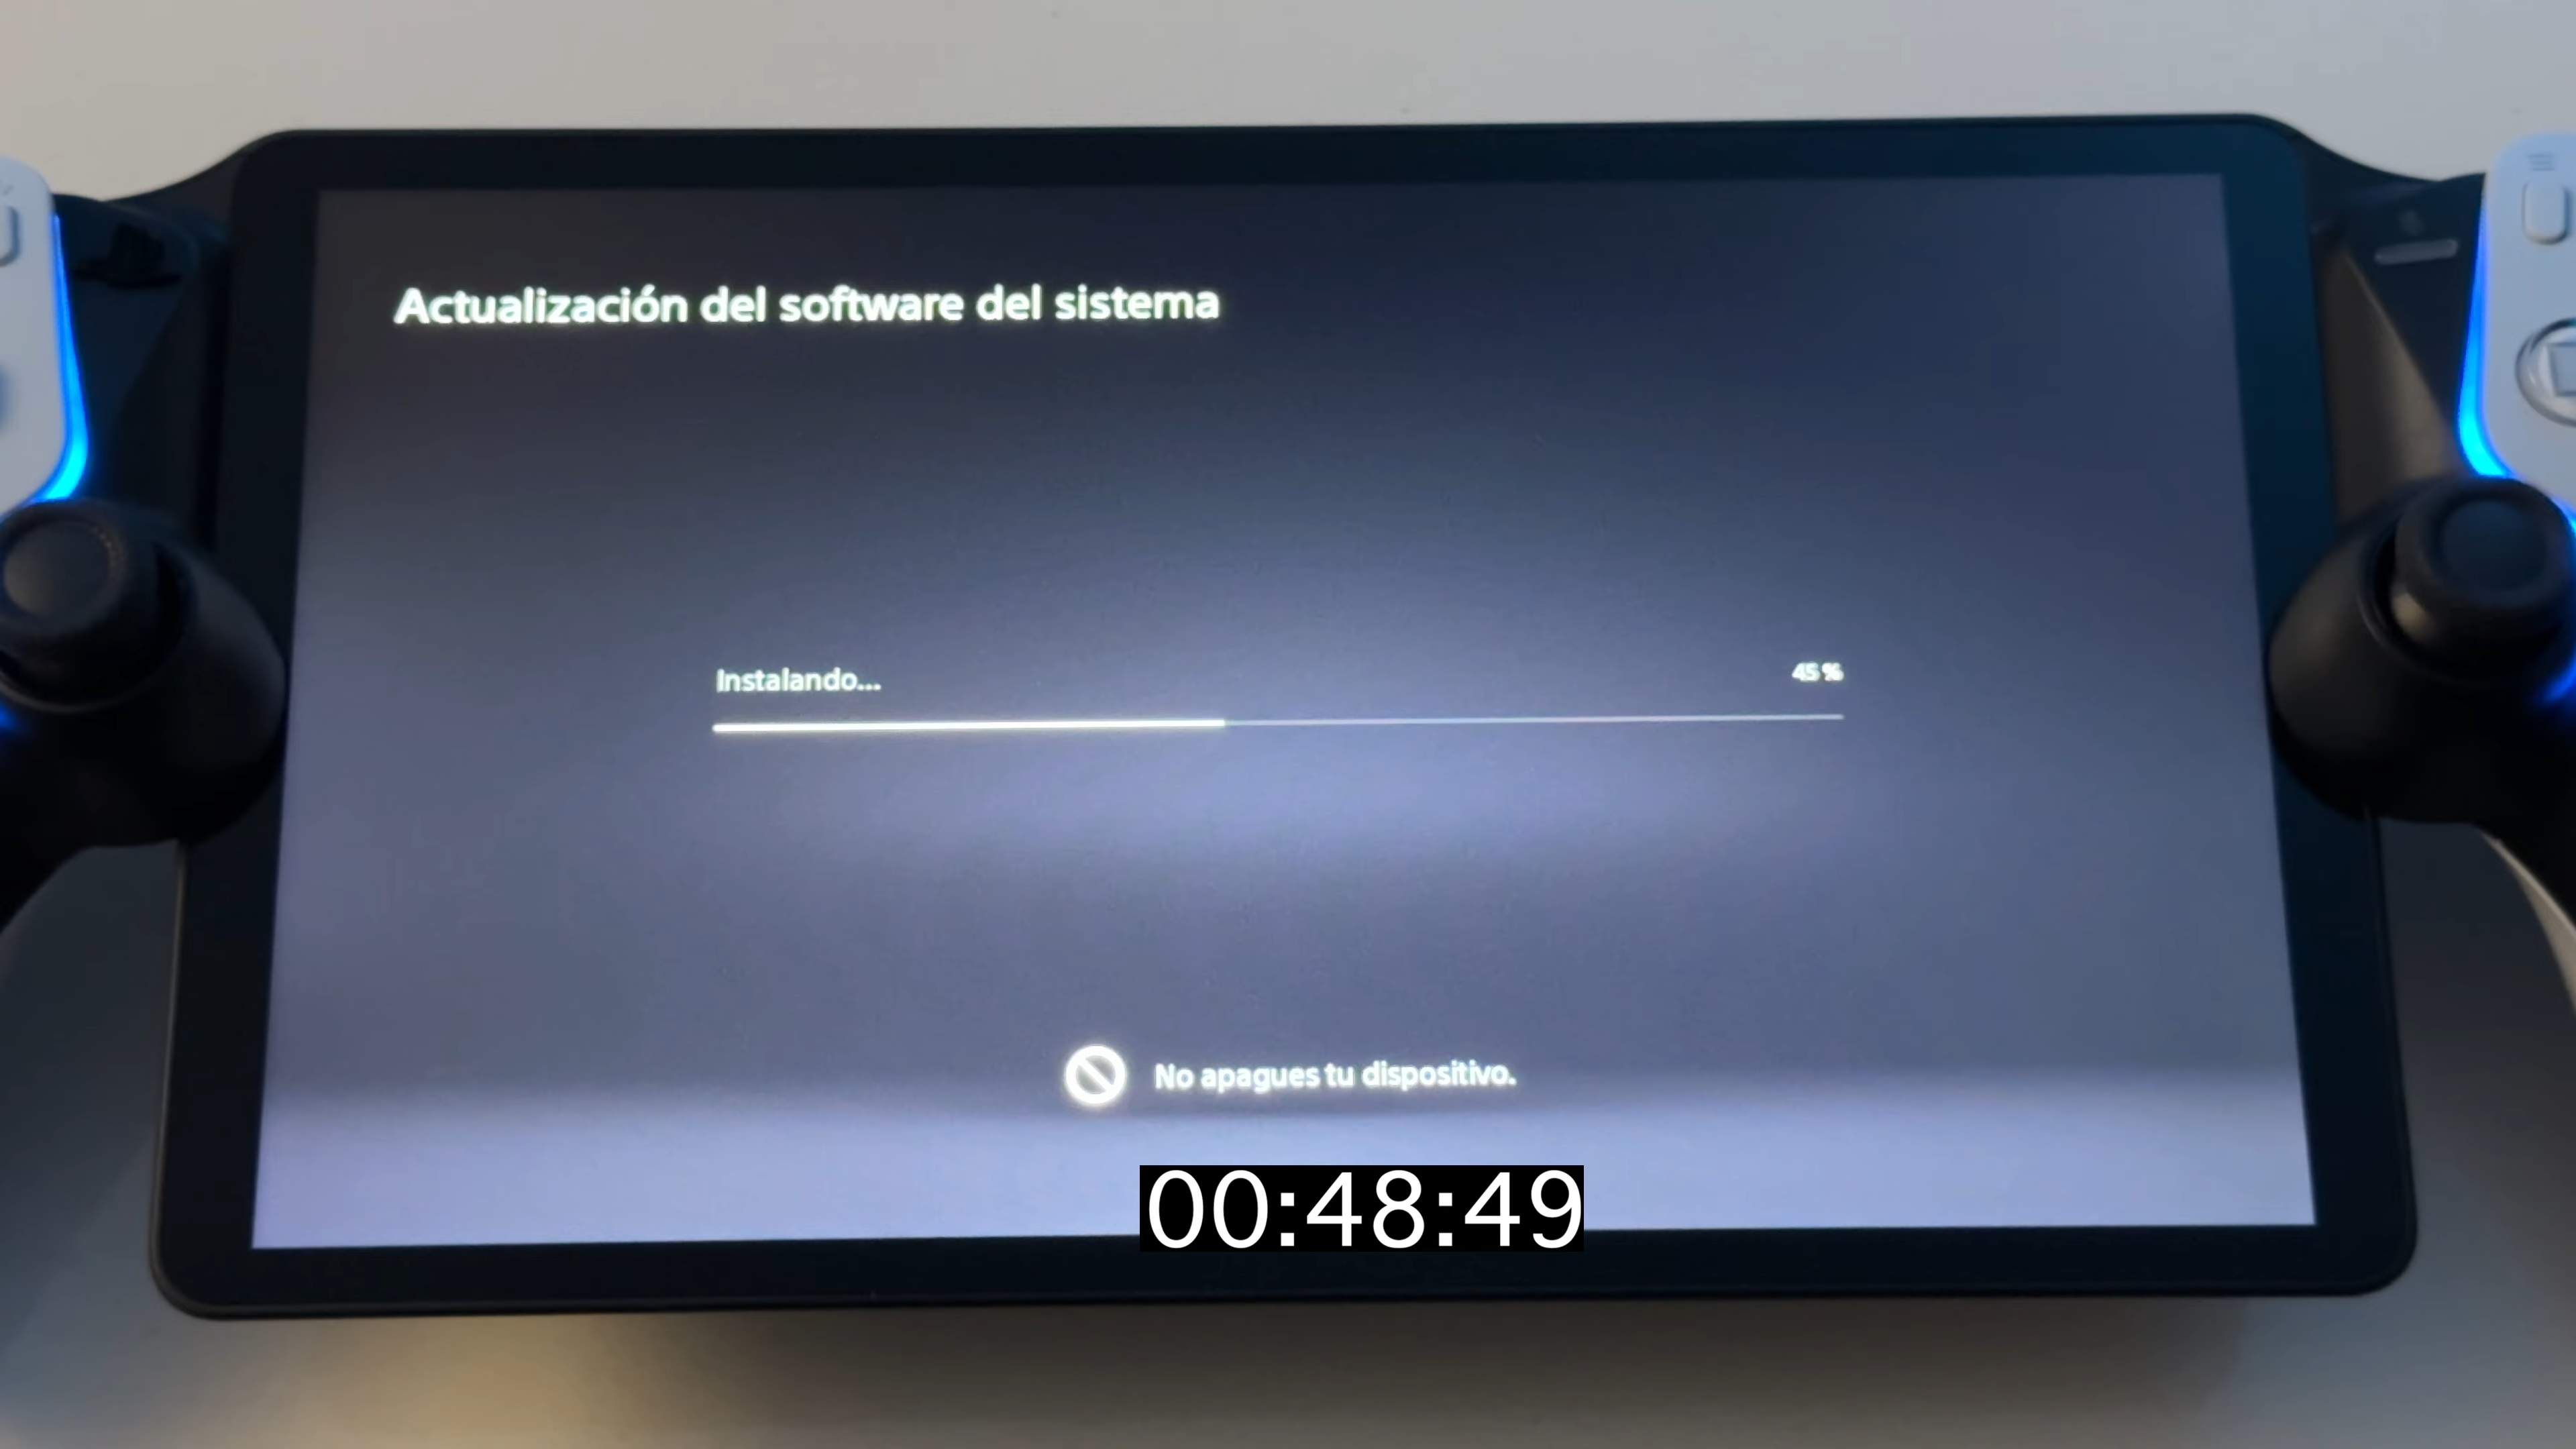 Actualización del software del sistema
Instalando...
45 %
No apagues tu dispositivo.
00:48:49